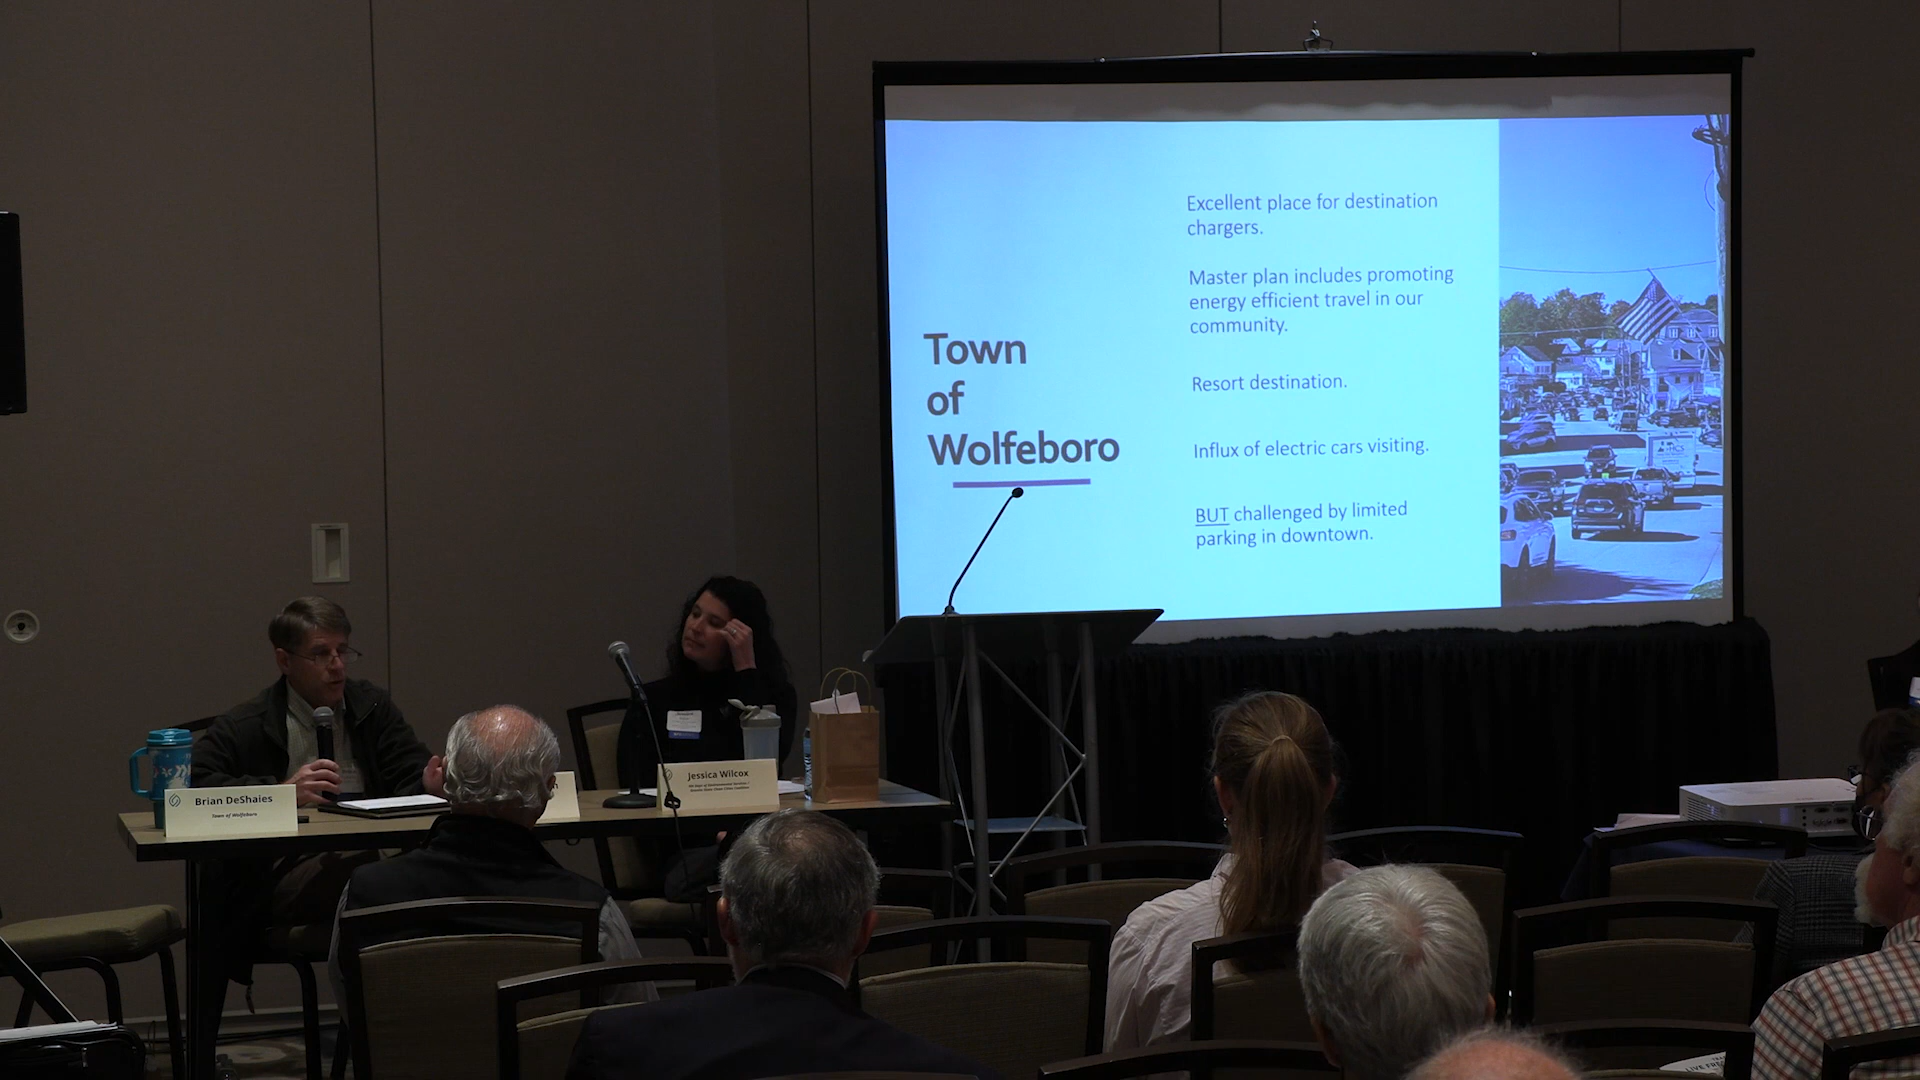 Town
of
Wolfeboro
Excellent place for destination
chargers.
Master plan includes promoting
energy efficient travel in our
community.
Resort destination.
Influx of electric cars visiting.
BUT challenged by limited
parking in downtown.
Brian DeShaies
Town of Wolfeboro
Jessica Wilcox